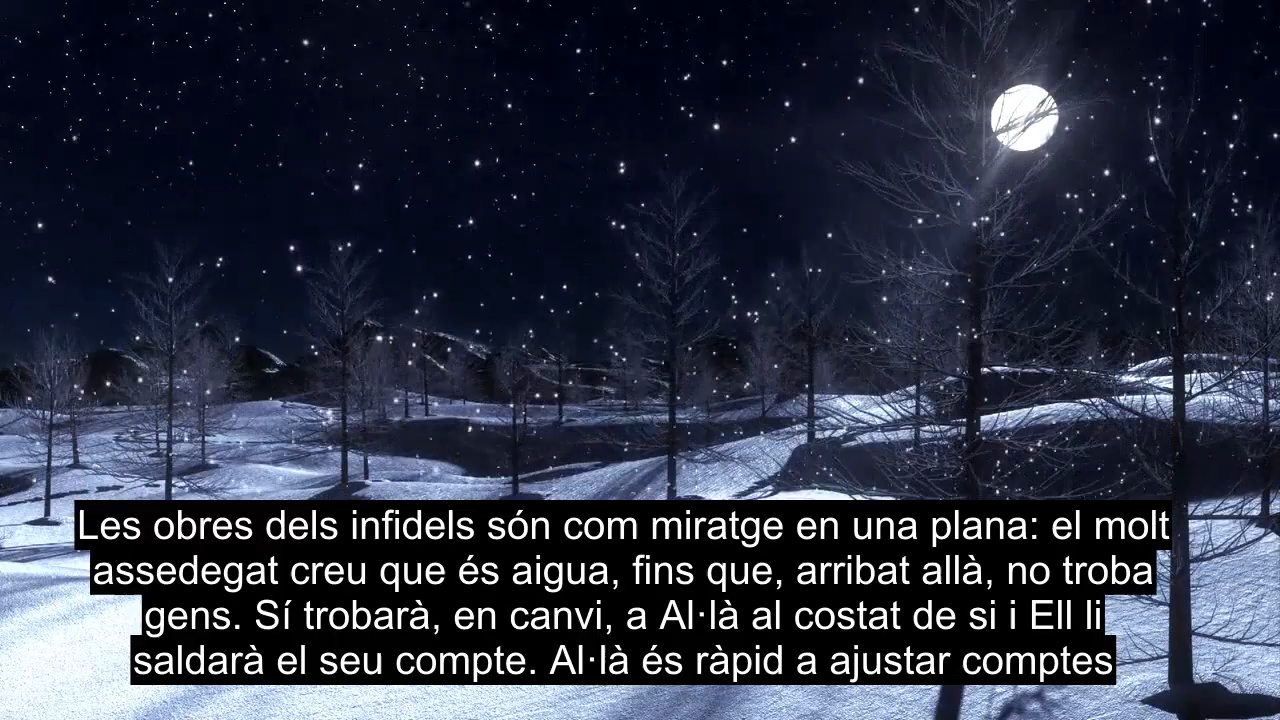 Les obres dels infidels són com miratge en una plana: el molt
assedegat creu que és aigua, fins que, arribat allà, no troba
gens. Sí trobarà, en canvi, a Al·là al costat de si i Ell li
saldarà el seu compte. Al·là és ràpid a ajustar comptes